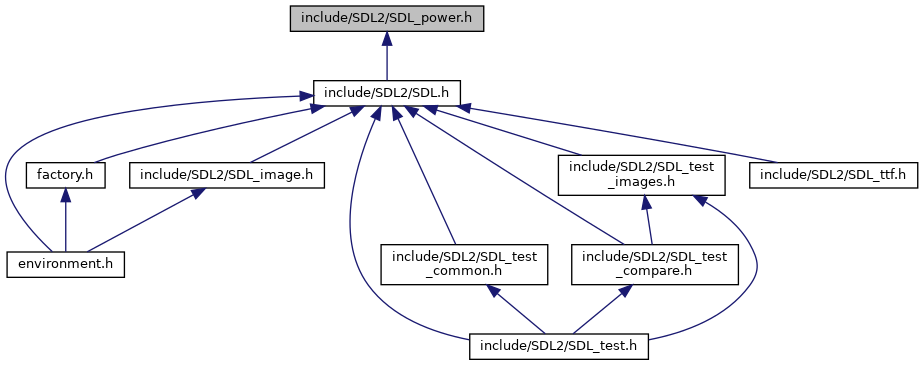 include/SDL2/SDL_power.h
include/SDL2/SDL.h
factory.h
include/SDL2/SDL_image.h
include/SDL2/SDL_test
_images.h
include/SDL2/SDL_ttf.h
environment.h
include/SDL2/SDL_test
_common.h
include/SDL2/SDL_test
_compare.h
include/SDL2/SDL_test.h